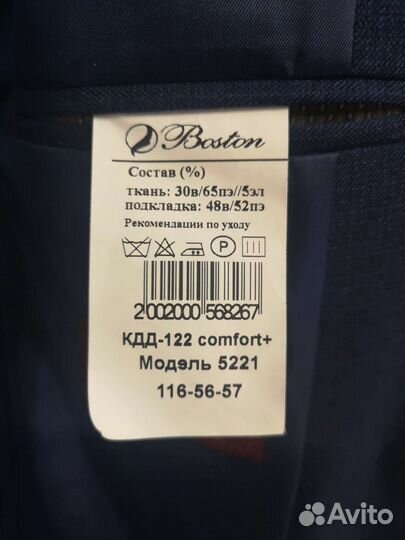 Boston
Состав (%)
ткань: 30в/65пэ//5эл
подкладка: 48в/52пэ
Рекомендации по уходу
P
2002000 568267
КДД-122 comfort+
Модэль 5221
116-56-57
Avito